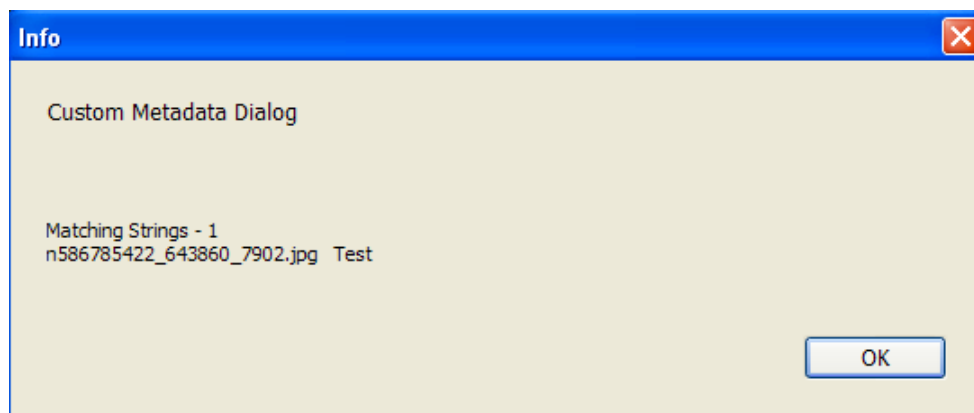 Info
Custom Metadata Dialog
Matching Strings - 1
n586785422_643860_7902.jpg Test
OK